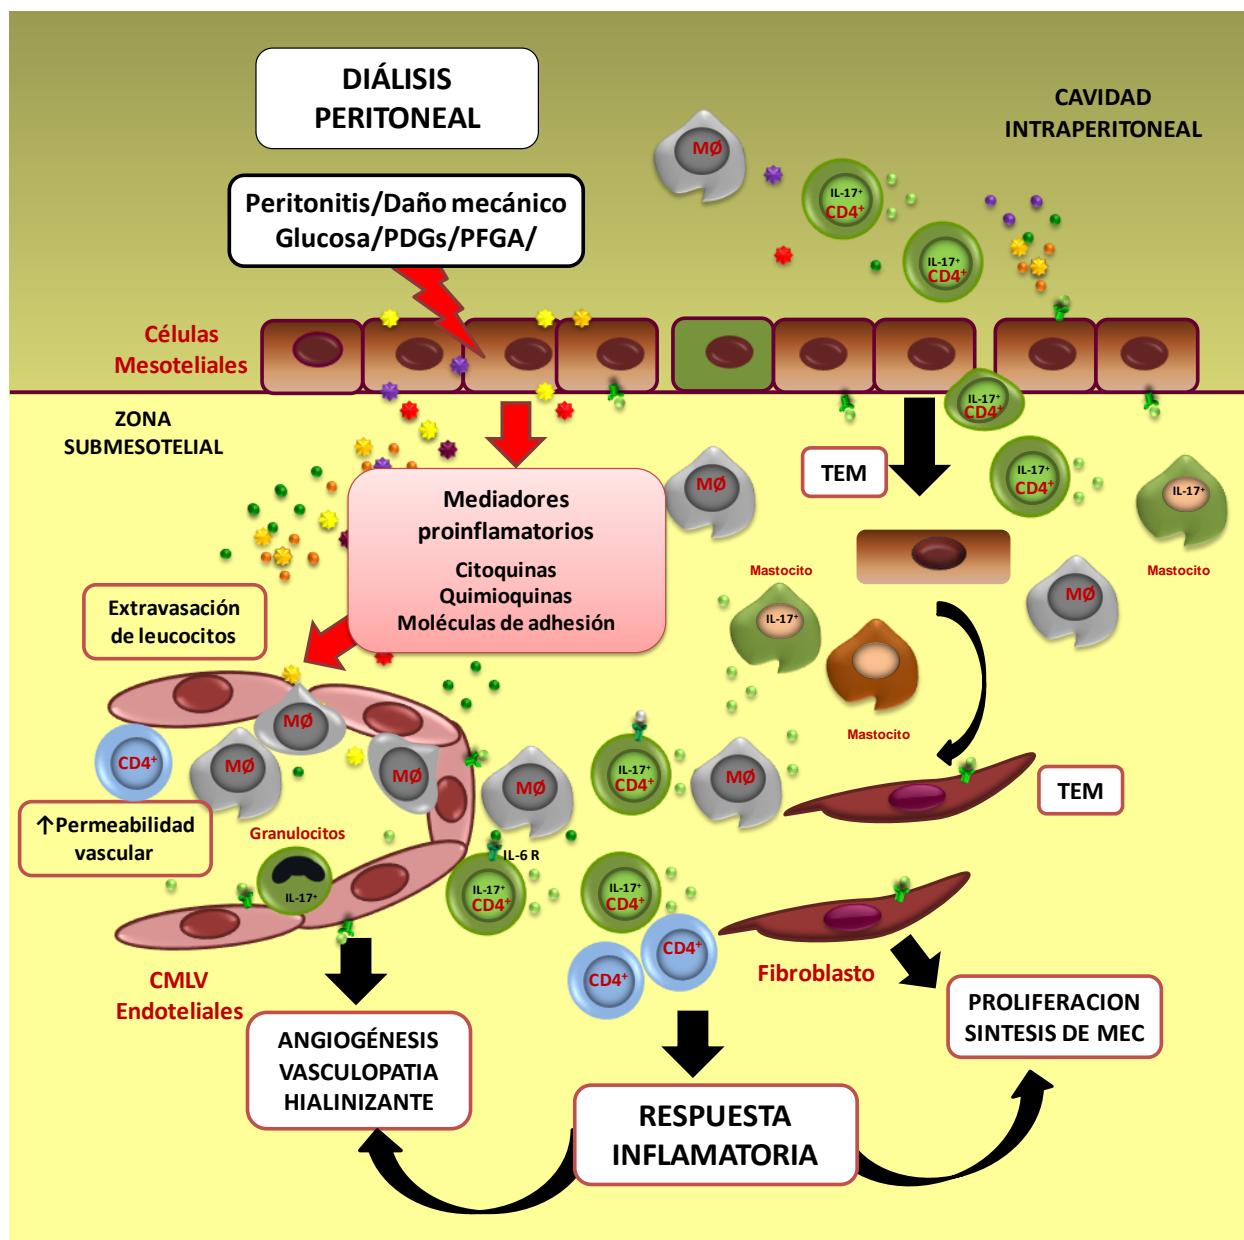 DIÁLISIS
PERITONEAL
CAVIDAD
INTRAPERITONEAL
MØ
IL-17⁺
CD4⁺
Peritonitis/Daño mecánico
Glucosa/PDGs/PFGA/
IL-17⁺
CD4⁺
Células
Mesoteliales
IL-17⁺
CD4⁺
ZONA
SUBMESOTELIAL
TEM
IL-17⁺
CD4⁺
MØ
IL-17⁺
Mediadores
proinflamatorios
Citoquinas
Quimioquinas
Moléculas de adhesión
Mastocito
Mastocito
MØ
IL-17⁺
Extravasación
de leucocitos
MØ
Mastocito
CD4⁺
MØ
MØ
MØ
IL-17⁺
CD4⁺
MØ
TEM
↑Permeabilidad
vascular
Granulocitos
IL-17⁺
IL-6 R
IL-17⁺
CD4⁺
IL-17⁺
CD4⁺
CD4⁺
CD4⁺
Fibroblasto
CMLV
Endoteliales
PROLIFERACION
SINTESIS DE MEC
ANGIOGÉNESIS
VASCULOPATIA
HIALINIZANTE
RESPUESTA
INFLAMATORIA